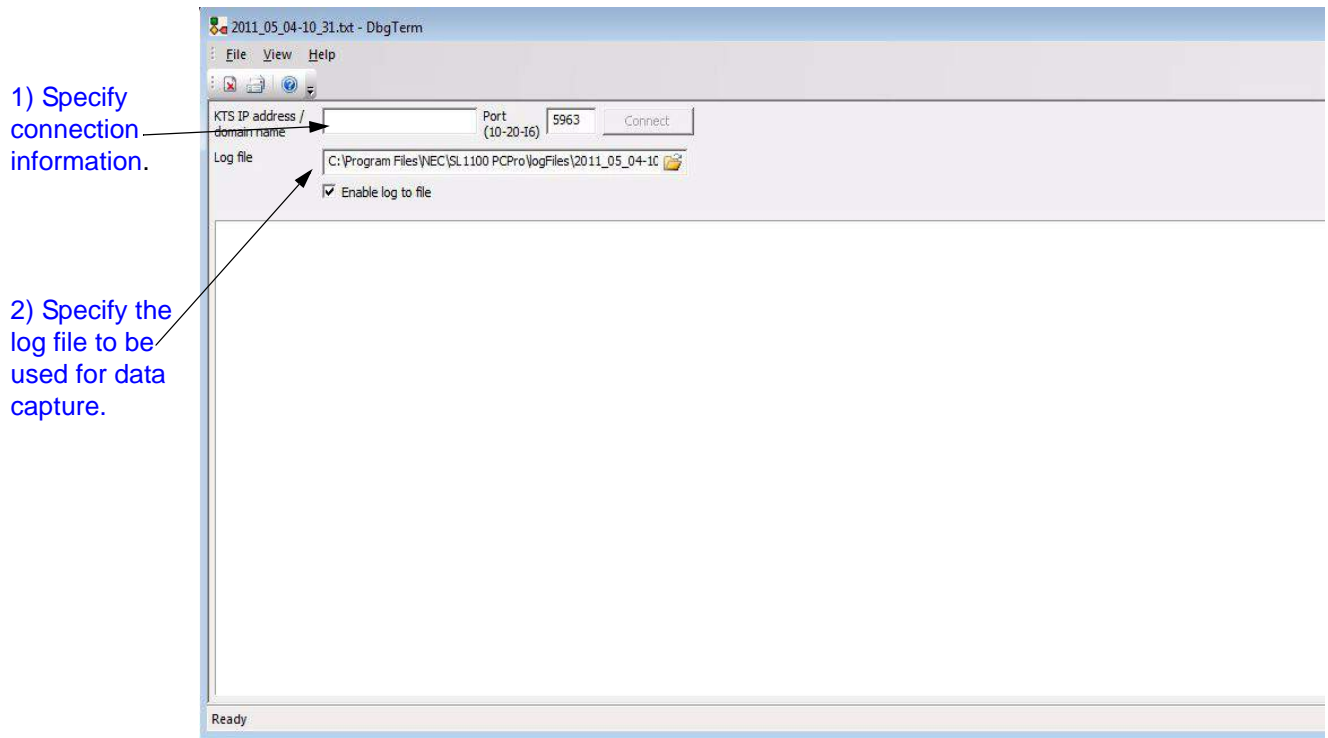 2011_05_04-10_31.txt - DbgTerm
File View Help
1) Specify
connection
information.
KTS IP address /
domain name
Port
(10-20-I6)
5963
Connect
Log file
C:\Program Files\NEC\SL1100 PCPro\logFiles\2011_05_04-10
Enable log to file
2) Specify the
log file to be
used for data
capture.
Ready